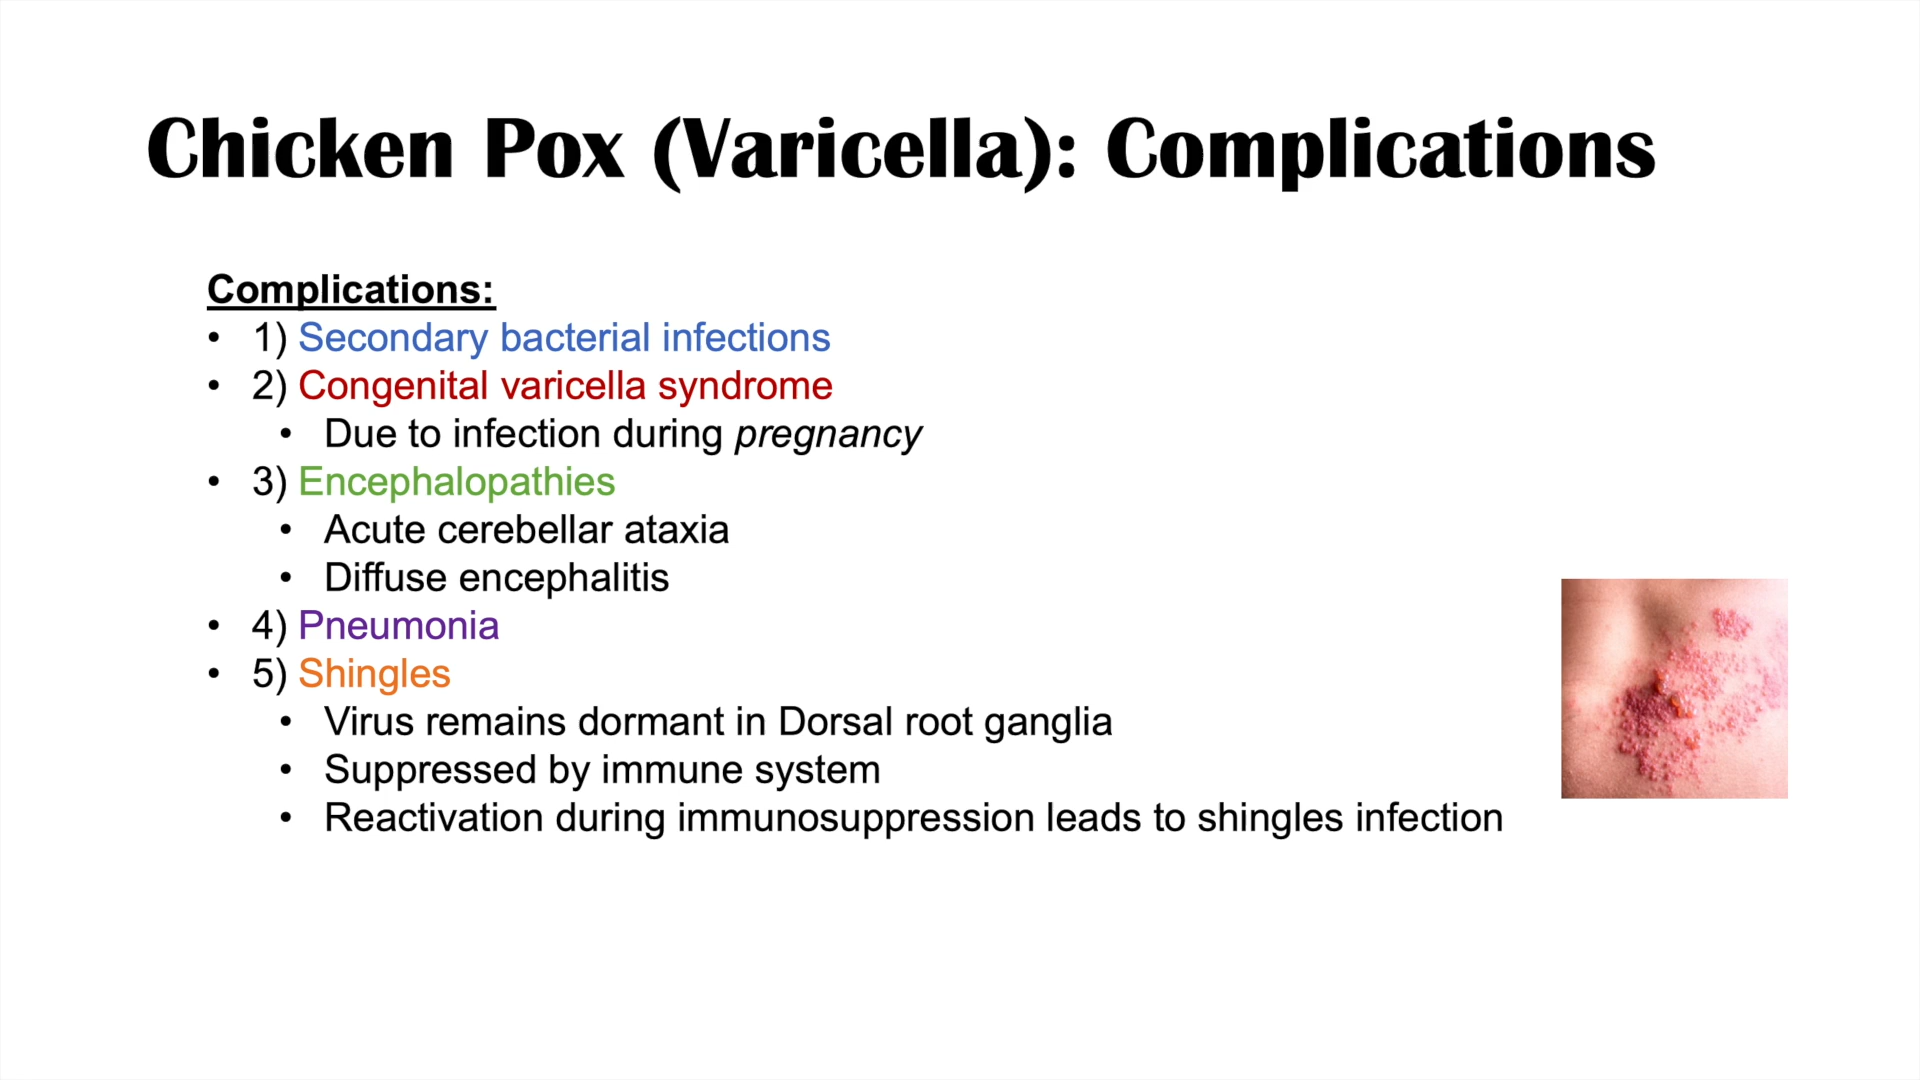 Chicken Pox (Varicella): Complications
Complications:
• 1) Secondary bacterial infections
• 2) Congenital varicella syndrome
• Due to infection during pregnancy
• 3) Encephalopathies
• Acute cerebellar ataxia
• Diffuse encephalitis
• 4) Pneumonia
• 5) Shingles
• Virus remains dormant in Dorsal root ganglia
• Suppressed by immune system
• Reactivation during immunosuppression leads to shingles infection